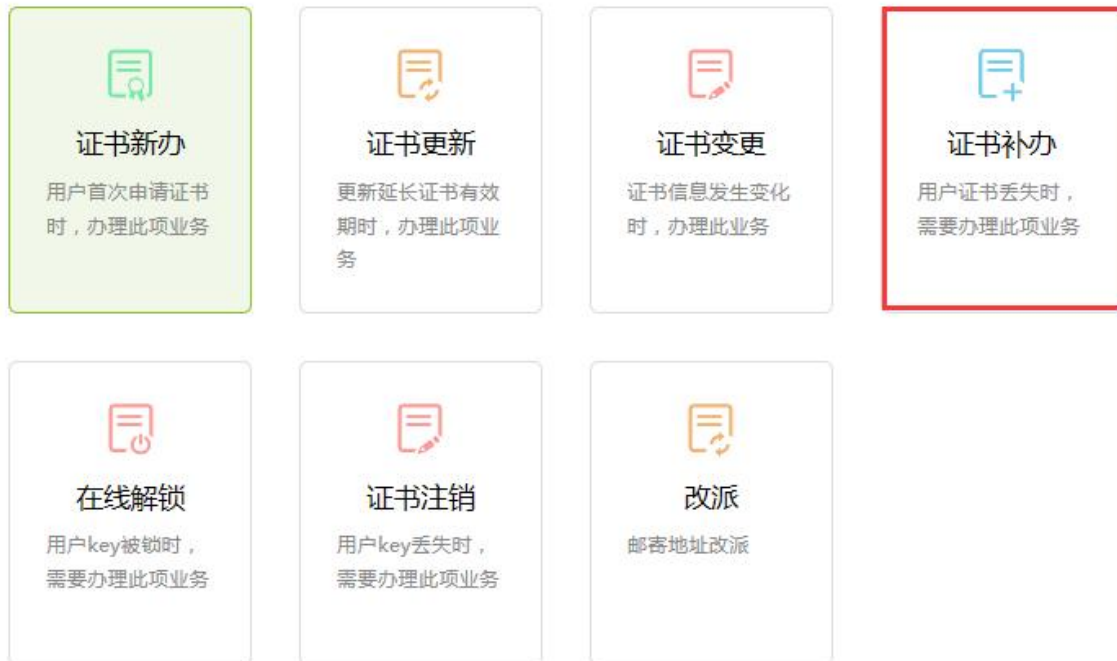 证书新办
用户首次申请证书
时，办理此项业务
证书更新
更新延长证书有效
期时，办理此项业
务
证书变更
证书信息发生变化
时，办理此业务
证书补办
用户证书丢失时，
需要办理此项业务
在线解锁
用户key被锁时，
需要办理此项业务
证书注销
用户key丢失时，
需要办理此项业务
改派
邮寄地址改派